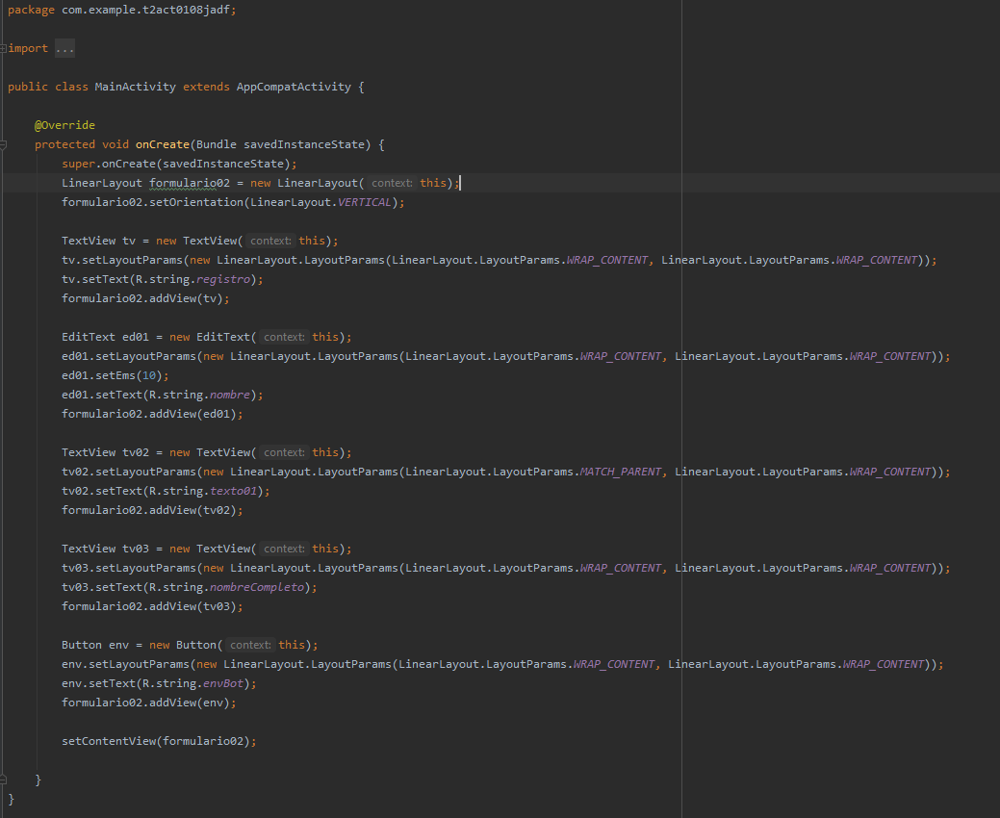 package com.example.t2act0108jadf;
import ...
public class MainActivity extends AppCompatActivity {
@Override
protected void onCreate(Bundle savedInstanceState) {
super.onCreate(savedInstanceState);
LinearLayout formulario02 = new LinearLayout( context: this);
formulario02.setOrientation(LinearLayout.VERTICAL);
TextView tv = new TextView( context: this);
tv.setLayoutParams(new LinearLayout.LayoutParams(LinearLayout.LayoutParams.WRAP_CONTENT, LinearLayout.LayoutParams.WRAP_CONTENT));
tv.setText(R.string.registro);
formulario02.addView(tv);
EditText ed01 = new EditText( context: this);
ed01.setLayoutParams(new LinearLayout.LayoutParams(LinearLayout.LayoutParams.WRAP_CONTENT, LinearLayout.LayoutParams.WRAP_CONTENT));
ed01.setEms(10);
ed01.setText(R.string.nombre);
formulario02.addView(ed01);
TextView tv02 = new TextView( context: this);
tv02.setLayoutParams(new LinearLayout.LayoutParams(LinearLayout.LayoutParams.MATCH_PARENT, LinearLayout.LayoutParams.WRAP_CONTENT));
tv02.setText(R.string.texto01);
formulario02.addView(tv02);
TextView tv03 = new TextView( context: this);
tv03.setLayoutParams(new LinearLayout.LayoutParams(LinearLayout.LayoutParams.WRAP_CONTENT, LinearLayout.LayoutParams.WRAP_CONTENT));
tv03.setText(R.string.nombreCompleto);
formulario02.addView(tv03);
Button env = new Button( context: this);
env.setLayoutParams(new LinearLayout.LayoutParams(LinearLayout.LayoutParams.WRAP_CONTENT, LinearLayout.LayoutParams.WRAP_CONTENT));
env.setText(R.string.envBot);
formulario02.addView(env);
setContentView(formulario02);
}
}